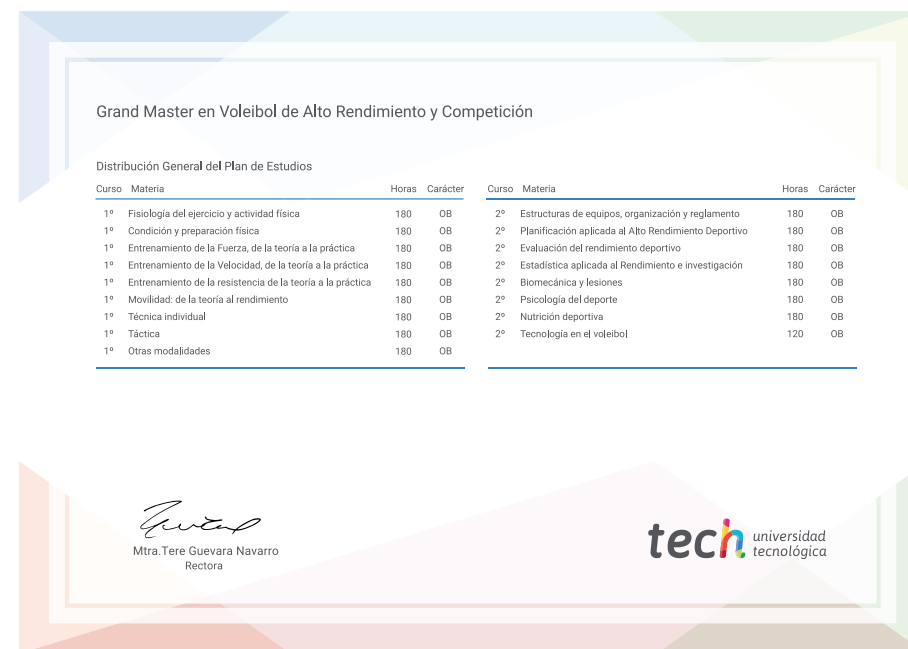 Grand Master en Voleibol de Alto Rendimiento y Competición
Distribución General del Plan de Estudios
Curso Materia Horas Carácter
1º Fisiología del ejercicio y actividad física 180 OB
1º Condición y preparación física 180 OB
1º Entrenamiento de la Fuerza, de la teoría a la práctica 180 OB
1º Entrenamiento de la Velocidad, de la teoría a la práctica 180 OB
1º Entrenamiento de la resistencia de la teoría a la práctica 180 OB
1º Movilidad: de la teoría al rendimiento 180 OB
1º Técnica individual 180 OB
1º Táctica 180 OB
1º Otras modalidades 180 OB
Curso Materia Horas Carácter
2º Estructuras de equipos, organización y reglamento 180 OB
2º Planificación aplicada al Alto Rendimiento Deportivo 180 OB
2º Evaluación del rendimiento deportivo 180 OB
2º Estadística aplicada al Rendimiento e investigación 180 OB
2º Biomecánica y lesiones 180 OB
2º Psicología del deporte 180 OB
2º Nutrición deportiva 180 OB
2º Tecnología en el voleibol 120 OB
Mtra.Tere Guevara Navarro
Rectora
tech universidad
tecnológica